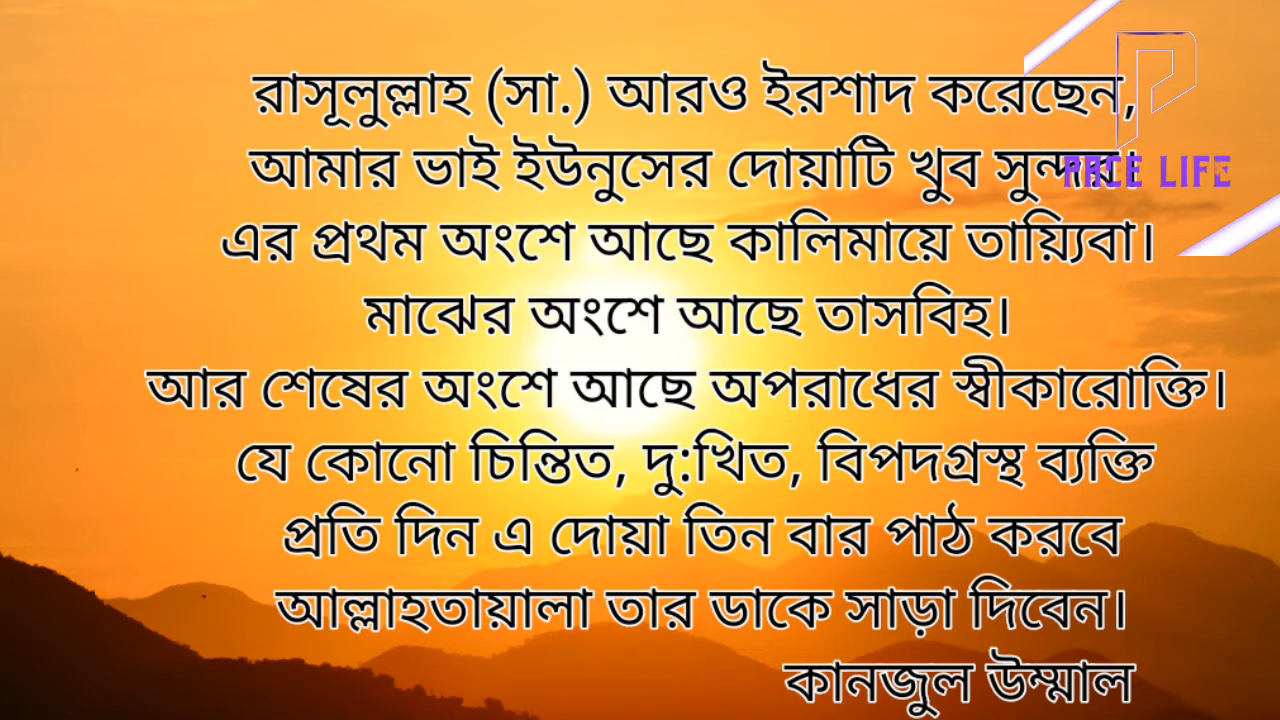 রাসূলুল্লাহ (সা.) আরও ইরশাদ করেছেন,
আমার ভাই ইউনুসের দোয়াটি খুব সুন্দর।
এর প্রথম অংশে আছে কালিমায়ে তায়্যিবা।
মাঝের অংশে আছে তাসবিহ।
আর শেষের অংশে আছে অপরাধের স্বীকারোক্তি।
যে কোনো চিন্তিত, দু:খিত, বিপদগ্রস্থ ব্যক্তি
প্রতি দিন এ দোয়া তিন বার পাঠ করবে
আল্লাহতায়ালা তার ডাকে সাড়া দিবেন।
কানজুল উম্মাল
P
PACE LIFE